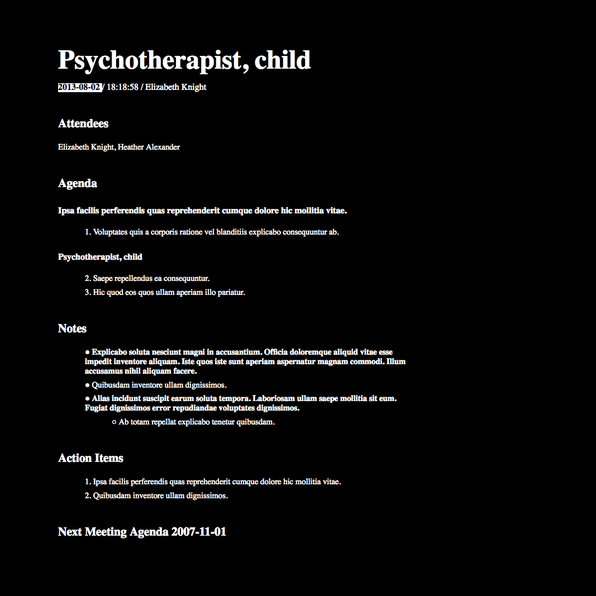 Psychotherapist, child
2013-08-02 / 18:18:58 / Elizabeth Knight
Attendees
Elizabeth Knight, Heather Alexander
Agenda
Ipsa facilis perferendis quas reprehenderit cumque dolore hic mollitia vitae.
1. Voluptates quis a corporis ratione vel blanditiis explicabo consequuntur ab.
Psychotherapist, child
2. Saepe repellendus ea consequuntur.
3. Hic quod eos quos ullam aperiam illo pariatur.
Notes
● Explicabo soluta nesciunt magni in accusantium. Officia doloremque aliquid vitae esse
impedit inventore aliquam. Iste quos iste sunt aperiam aspernatur magnam commodi. Illum
accusamus nihil aliquam facere.
● Quibusdam inventore ullam dignissimos.
● Alias incidunt suscipit earum soluta tempora. Laboriosam ullam saepe mollitia sit eum.
Fugiat dignissimos error repudiandae voluptates dignissimos.
○ Ab totam repellat explicabo tenetur quibusdam.
Action Items
1. Ipsa facilis perferendis quas reprehenderit cumque dolore hic mollitia vitae.
2. Quibusdam inventore ullam dignissimos.
Next Meeting Agenda 2007-11-01